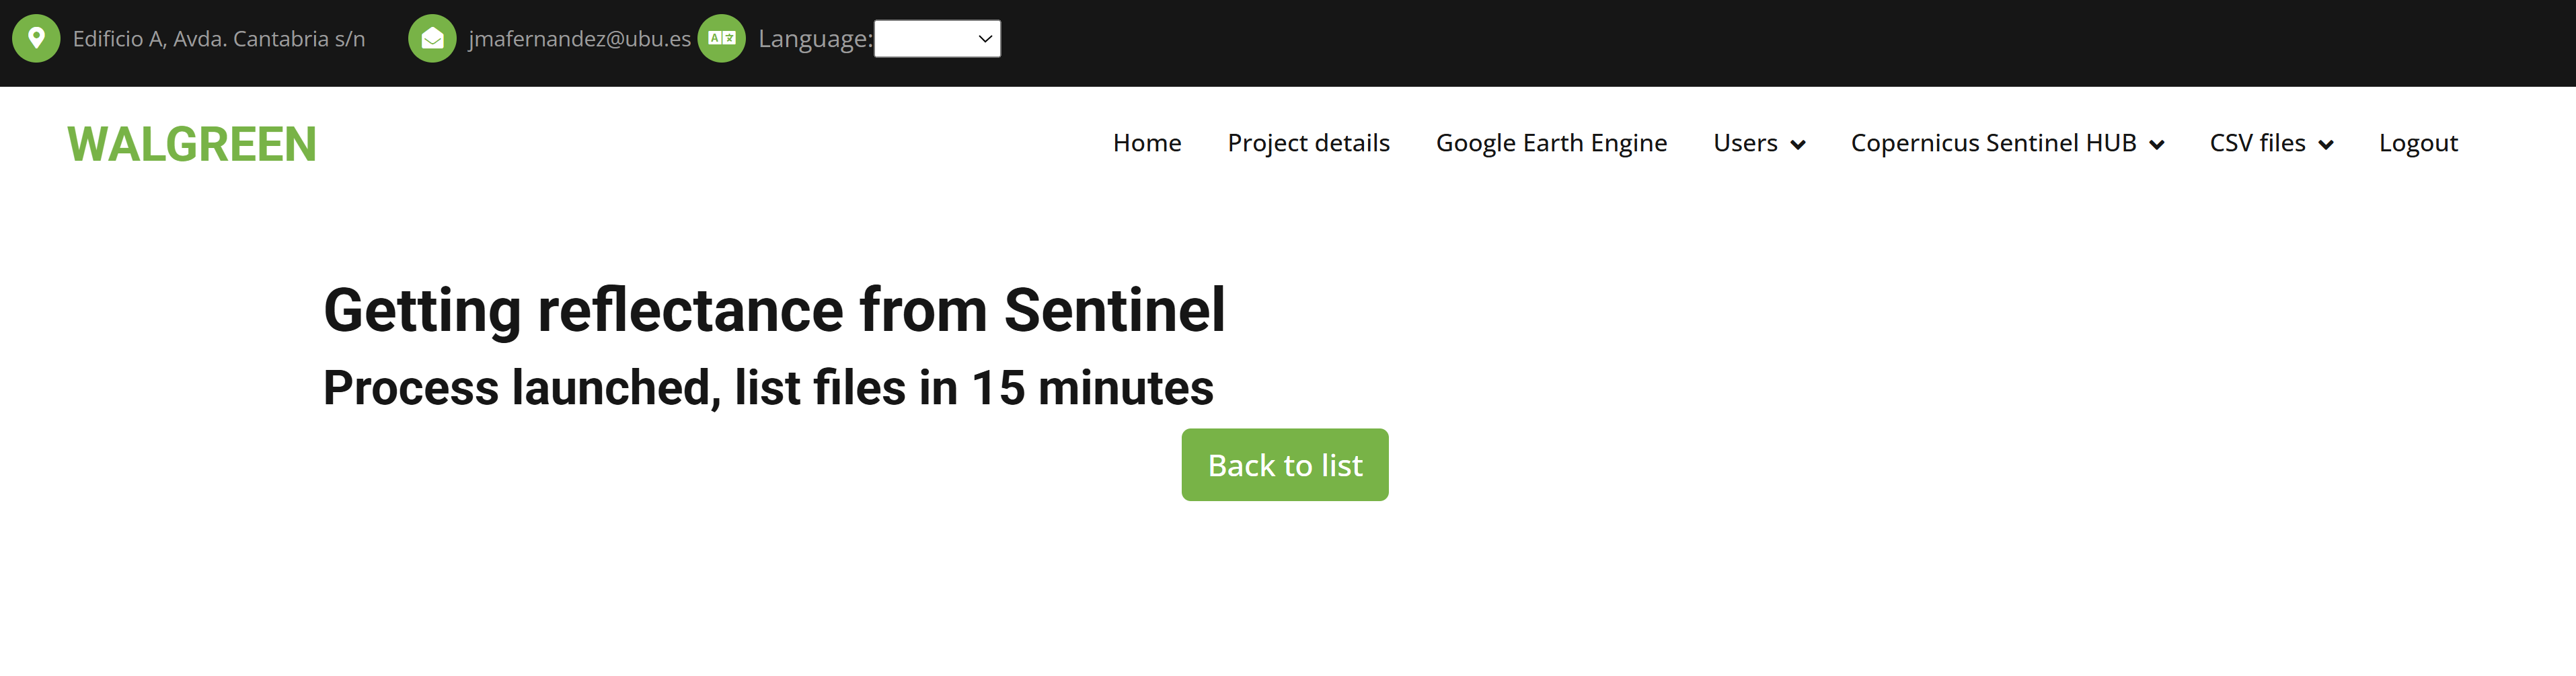 Edificio A, Avda. Cantabria s/n jmafernandez@ubu.es Language:
WALGREEN Home Project details Google Earth Engine Users Copernicus Sentinel HUB CSV files Logout
Getting reflectance from Sentinel
Process launched, list files in 15 minutes
Back to list